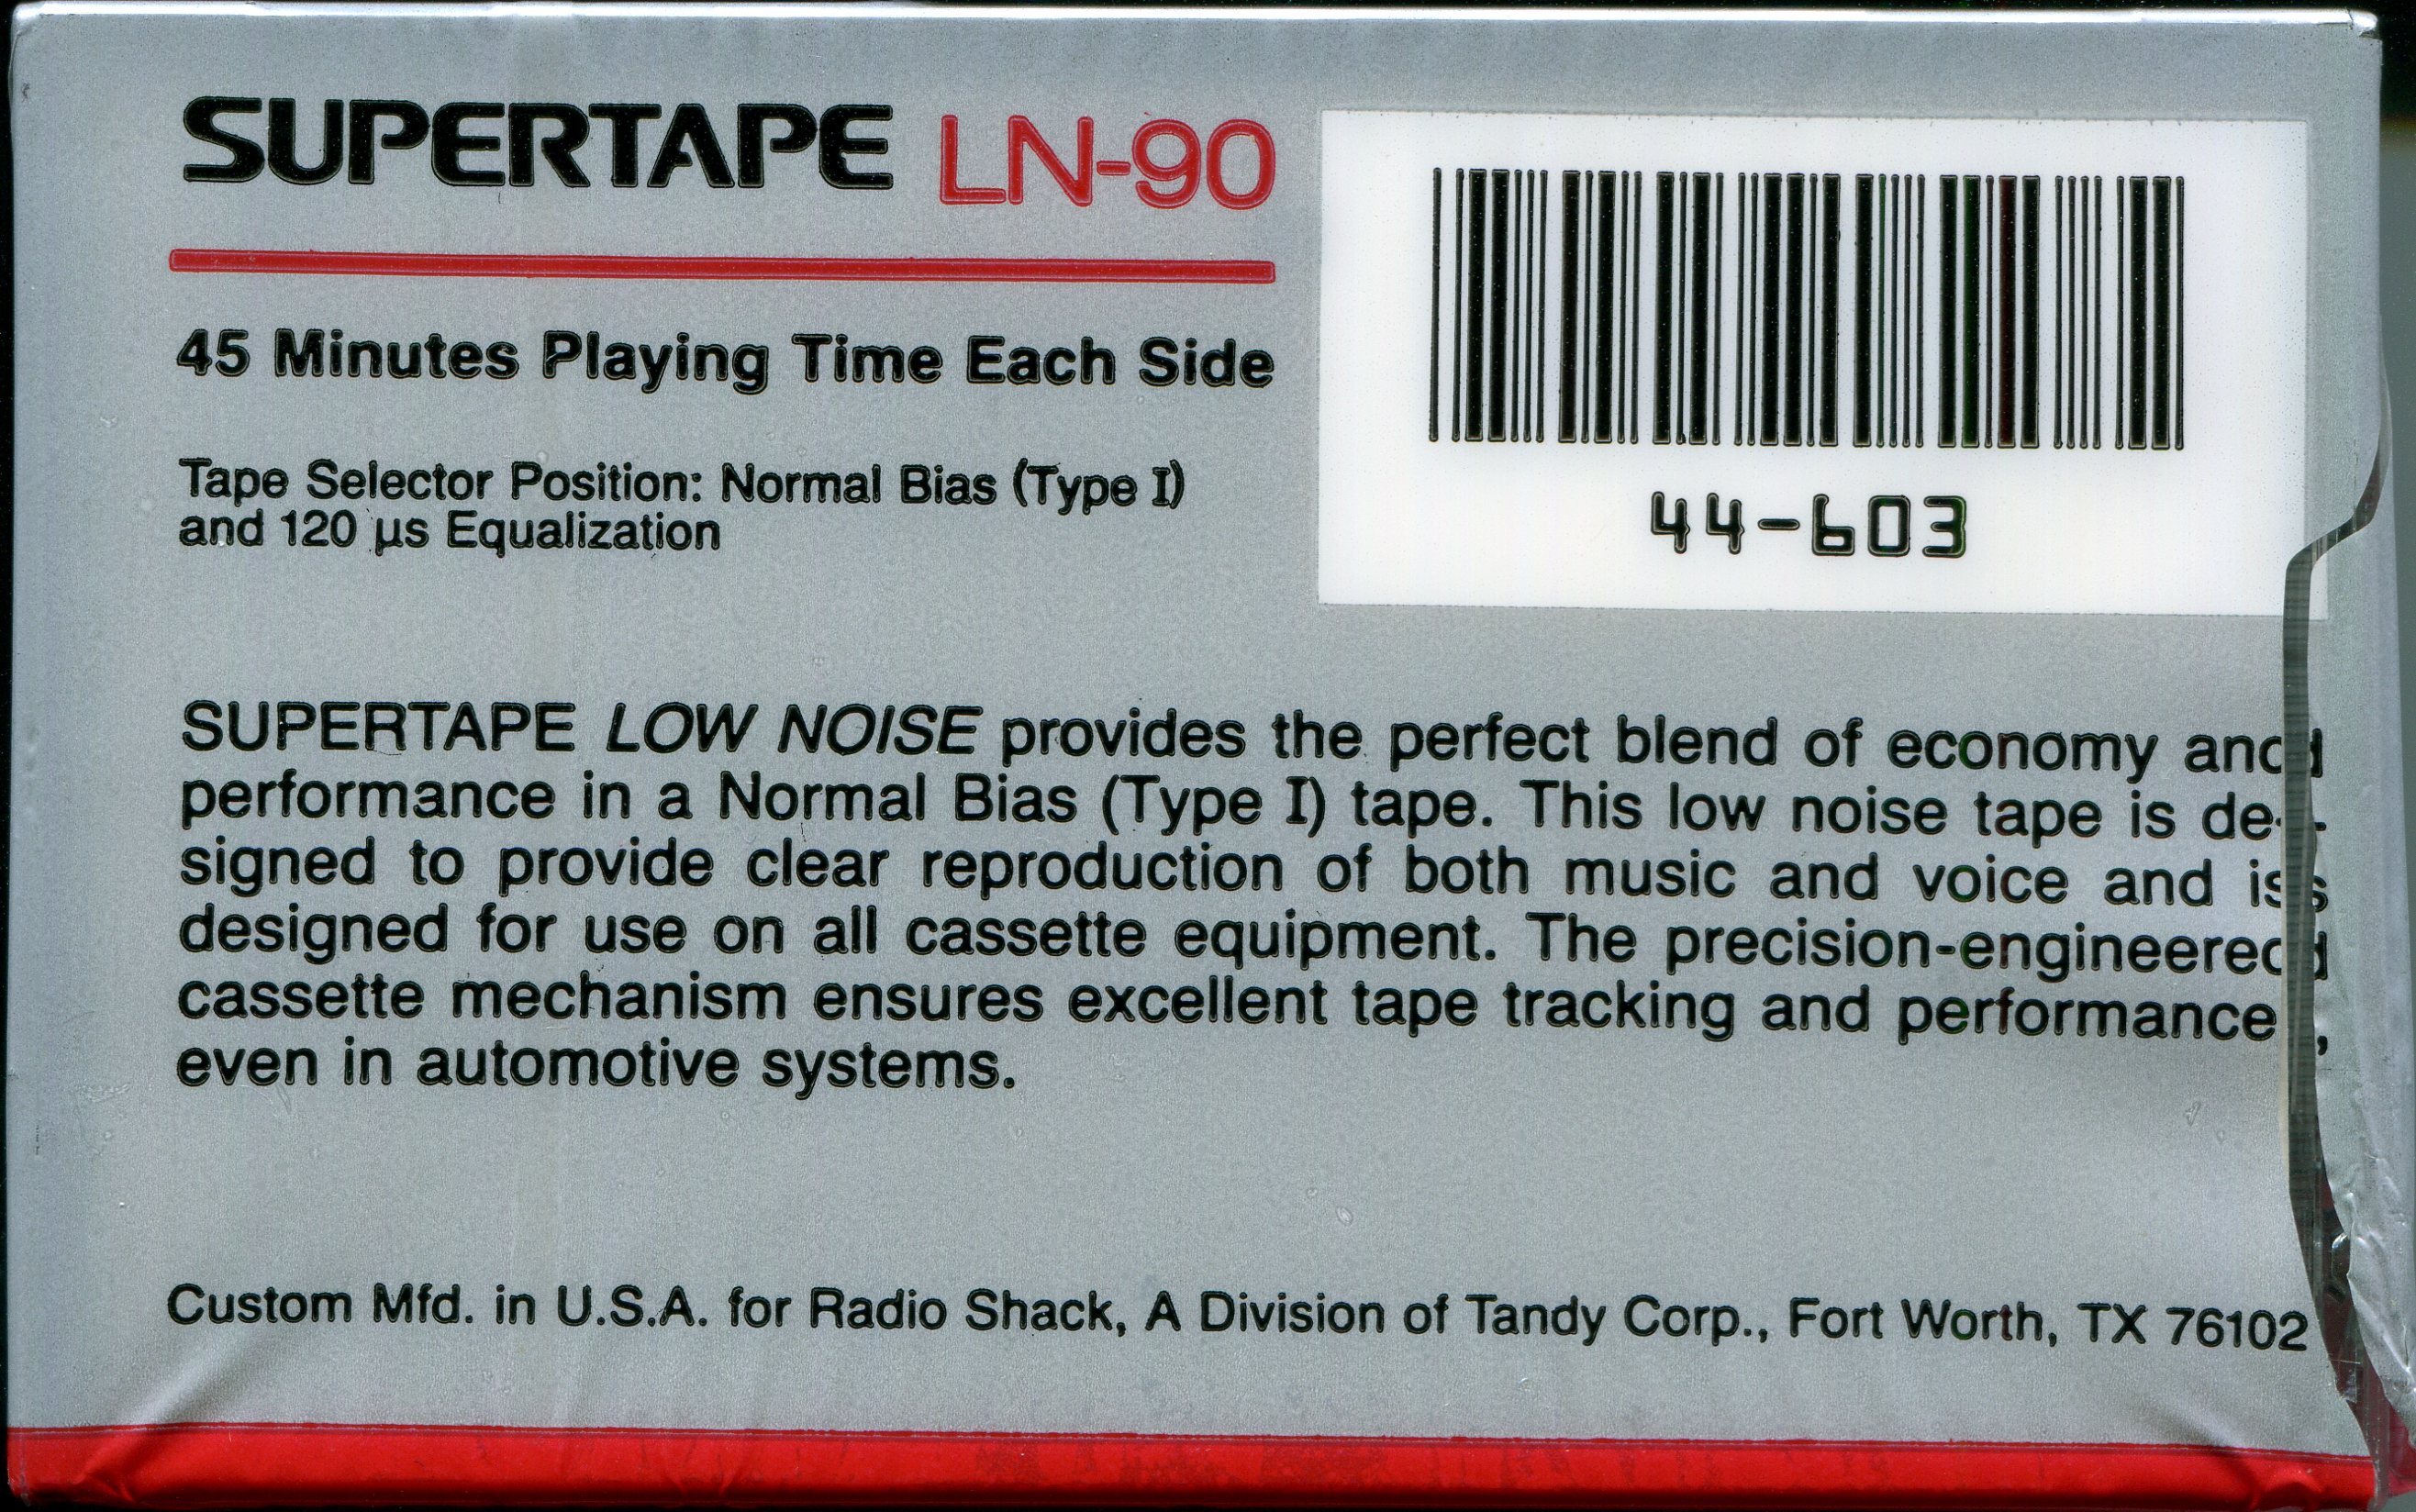 SUPERTAPE LN-90
45 Minutes Playing Time Each Side
Tape Selector Position: Normal Bias (Type I)
and 120 µs Equalization
44-603
SUPERTAPE LOW NOISE provides the perfect blend of economy and
performance in a Normal Bias (Type I) tape. This low noise tape is de-
signed to provide clear reproduction of both music and voice and is
designed for use on all cassette equipment. The precision-engineered
cassette mechanism ensures excellent tape tracking and performance,
even in automotive systems.
Custom Mfd. in U.S.A. for Radio Shack, A Division of Tandy Corp., Fort Worth, TX 76102